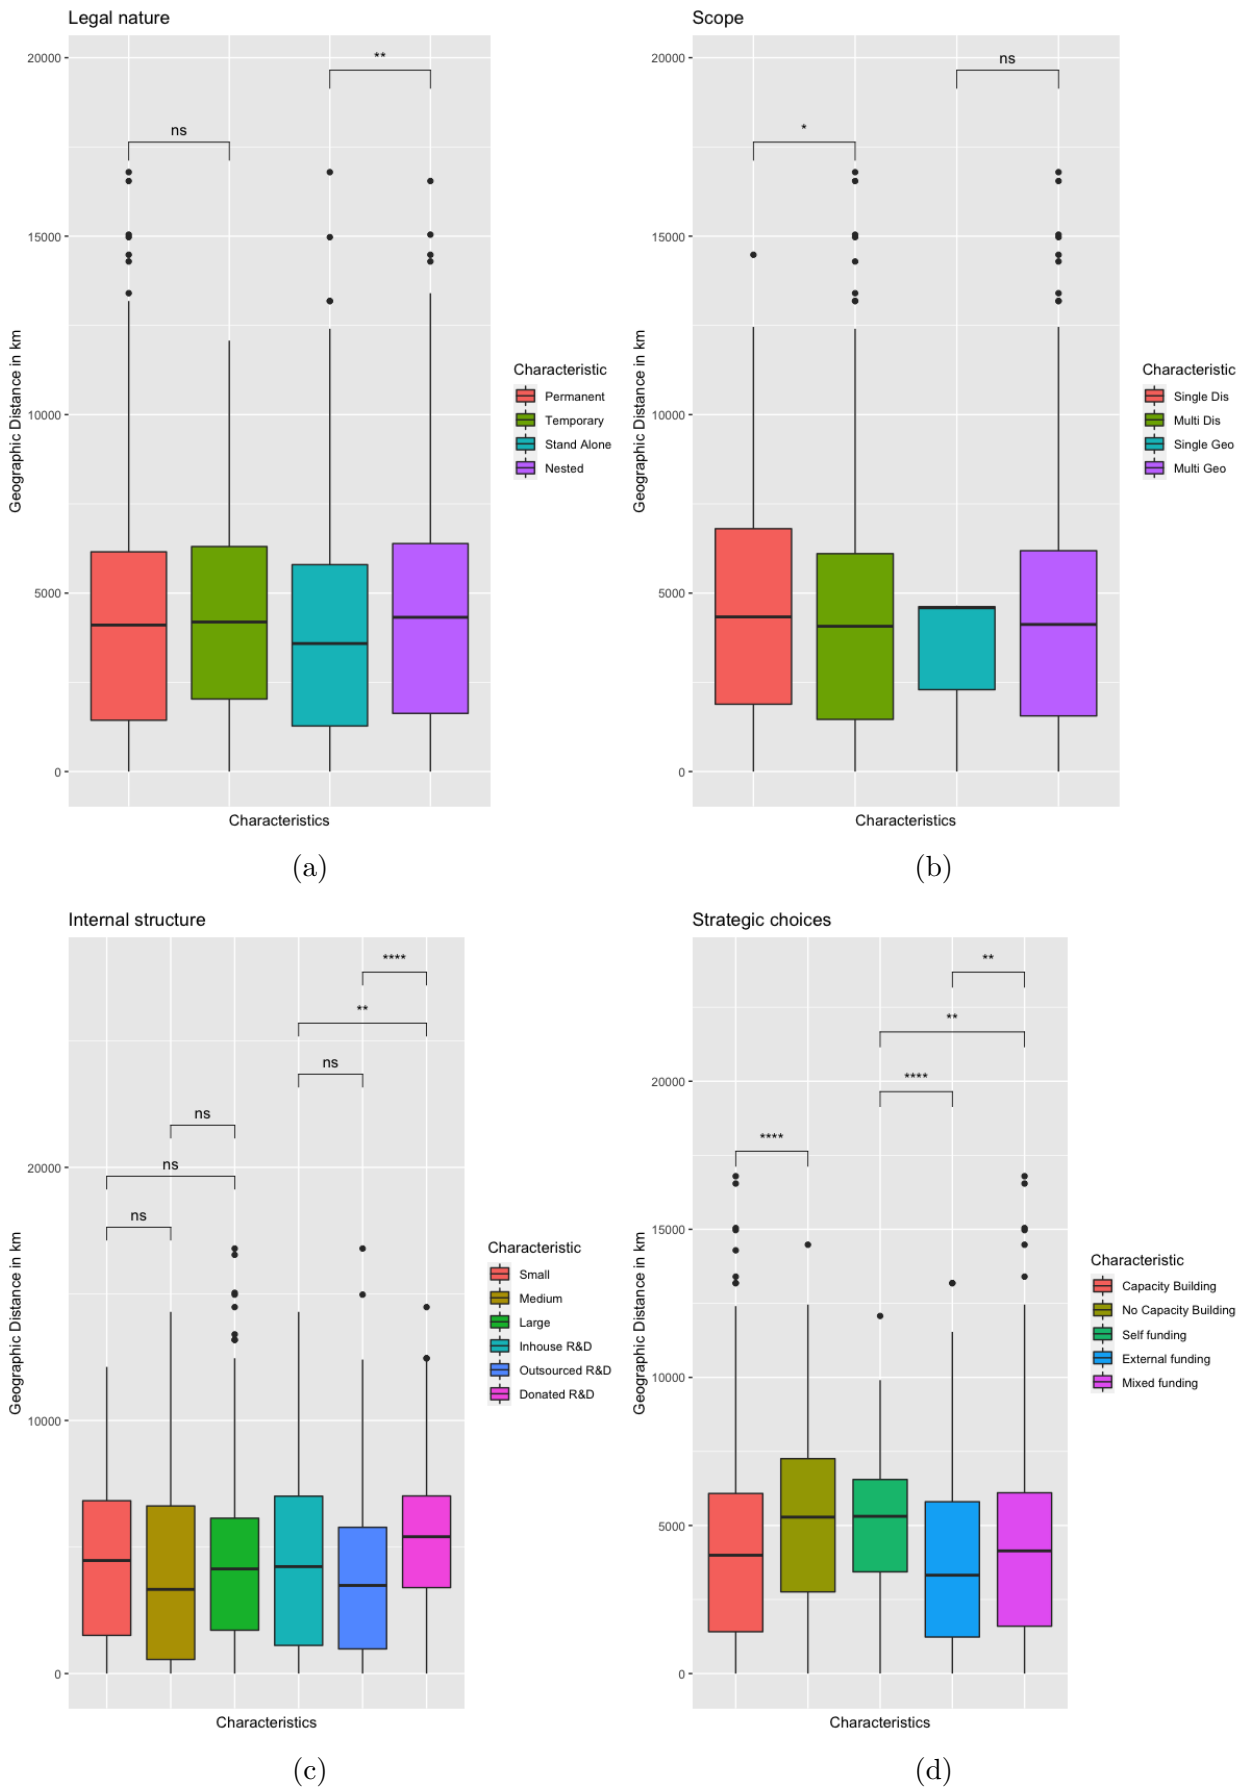 Legal nature
20000
15000
10000
5000
0
Geographic Distance in km
ns
**
Characteristics
Characteristic
Permanent
Temporary
Stand Alone
Nested
(a)
Scope
20000
15000
10000
5000
0
Geographic Distance in km
*
ns
Characteristics
Characteristic
Single Dis
Multi Dis
Single Geo
Multi Geo
(b)
Internal structure
20000
10000
0
Geographic Distance in km
****
**
ns
ns
ns
ns
Characteristics
Characteristic
Small
Medium
Large
Inhouse R&D
Outsourced R&D
Donated R&D
(c)
Strategic choices
20000
15000
10000
5000
0
Geographic Distance in km
**
**
****
****
Characteristics
Characteristic
Capacity Building
No Capacity Building
Self funding
External funding
Mixed funding
(d)